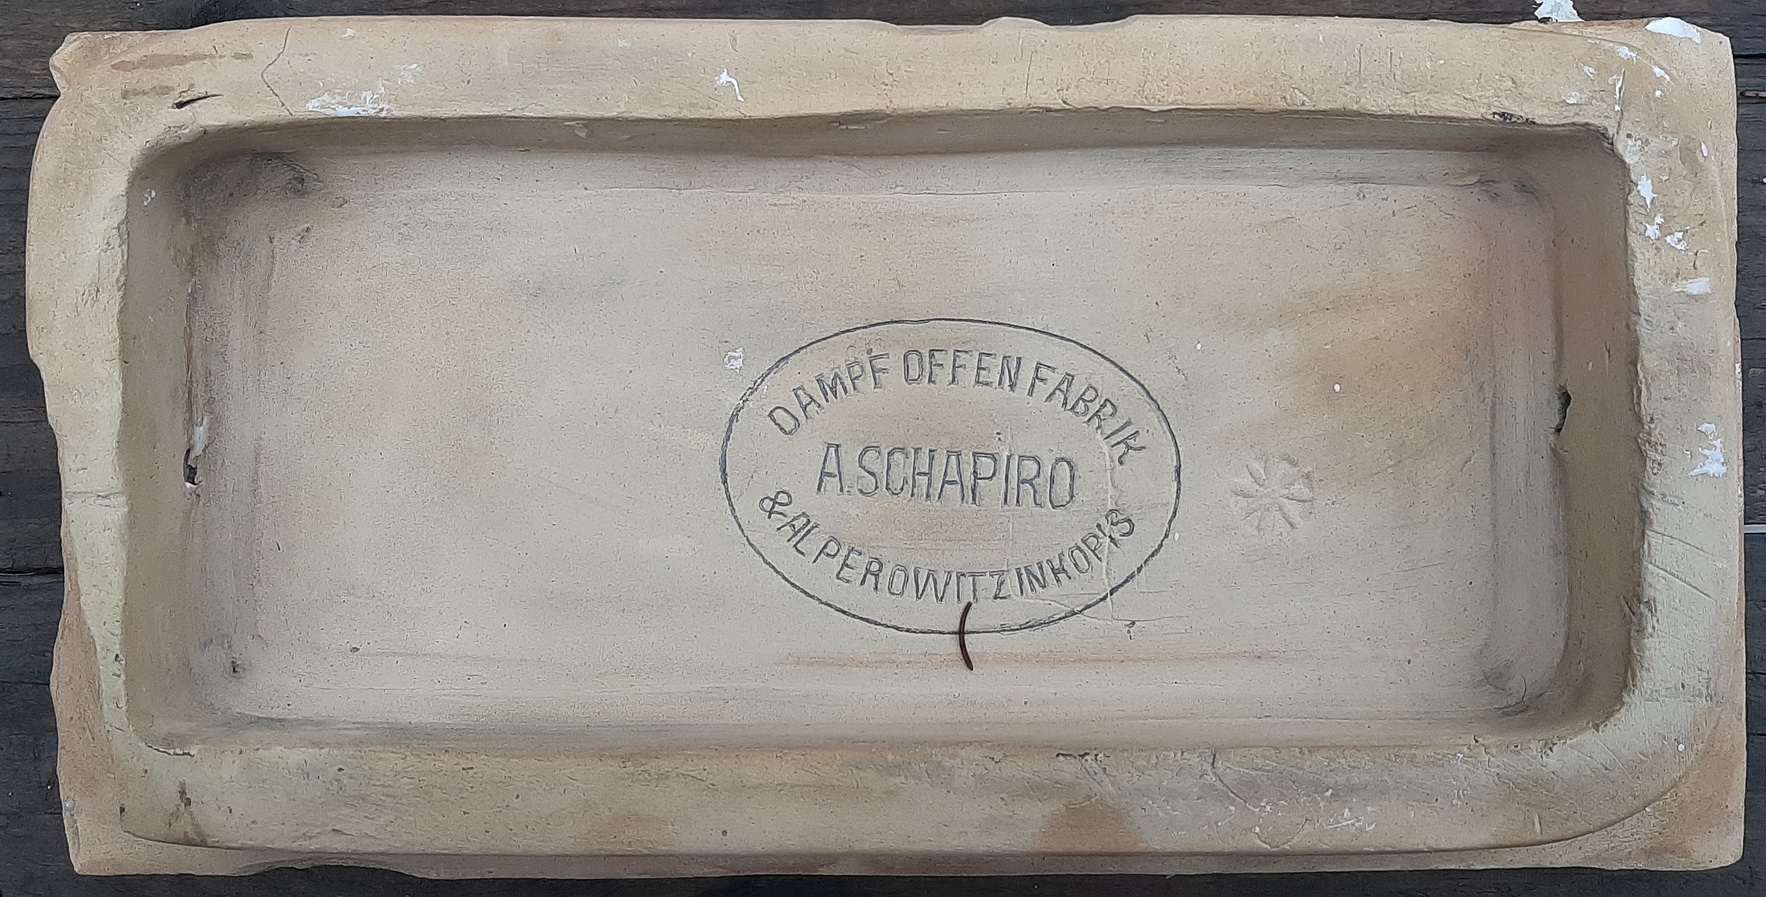 DAMPF OFFEN FABRIK
A.SCHAPIRO
& ALPEROWITZ IN KOPIS